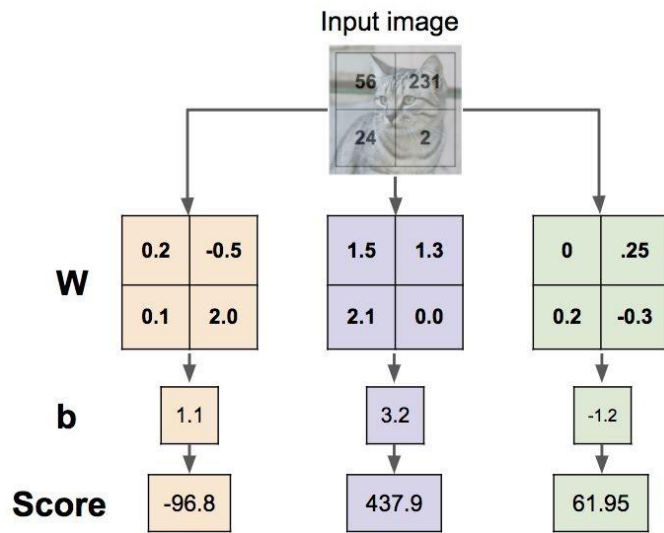 Input image
56 231
24 2
W
0.2 -0.5 1.5 1.3 0 .25
0.1 2.0 2.1 0.0 0.2 -0.3
b 1.1 3.2 -1.2
Score -96.8 437.9 61.95